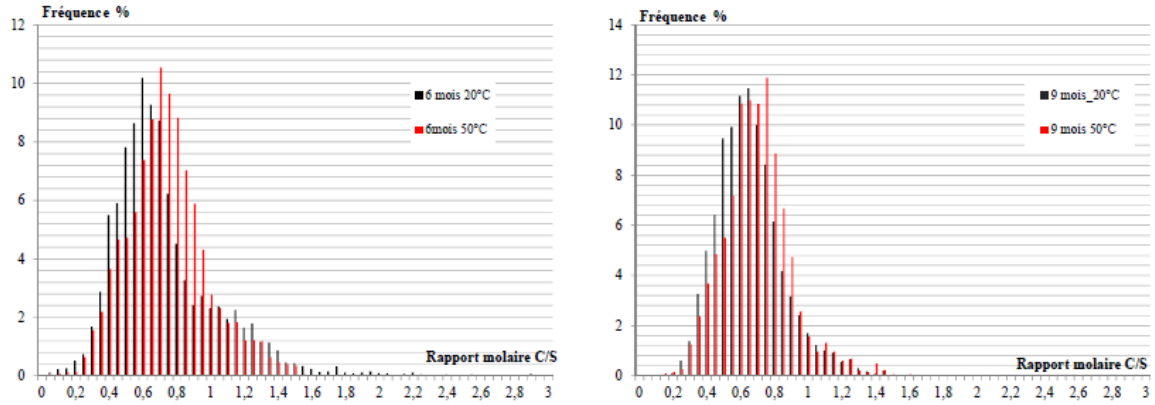 Fréquence %
12
10
8
6
4
2
0
6 mois 20°C
6mois 50°C
Rapport molaire C/S
0 0,2 0,4 0,6 0,8 1 1,2 1,4 1,6 1,8 2 2,2 2,4 2,6 2,8 3
Fréquence %
14
12
10
8
6
4
2
0
9 mois_20°C
9 mois 50°C
Rapport molaire C/S
0 0,2 0,4 0,6 0,8 1 1,2 1,4 1,6 1,8 2 2,2 2,4 2,6 2,8 3